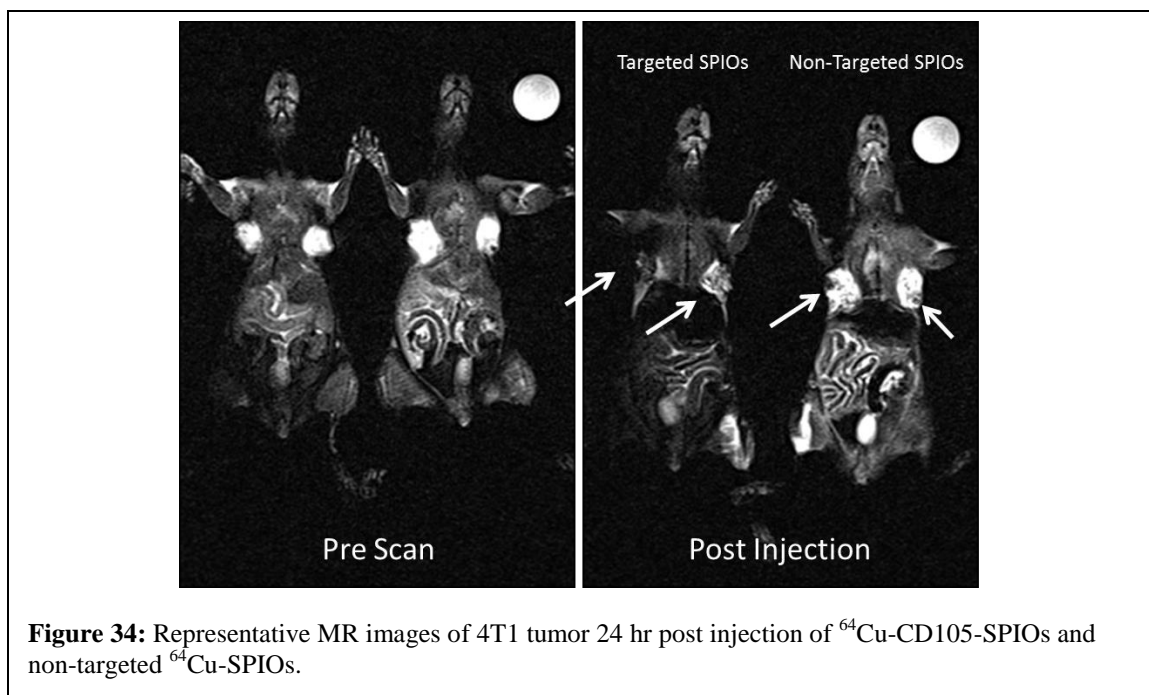 Targeted SPIOs Non-Targeted SPIOs
Pre Scan Post Injection
Figure 34: Representative MR images of 4T1 tumor 24 hr post injection of ⁶⁴Cu-CD105-SPIOs and
non-targeted ⁶⁴Cu-SPIOs.